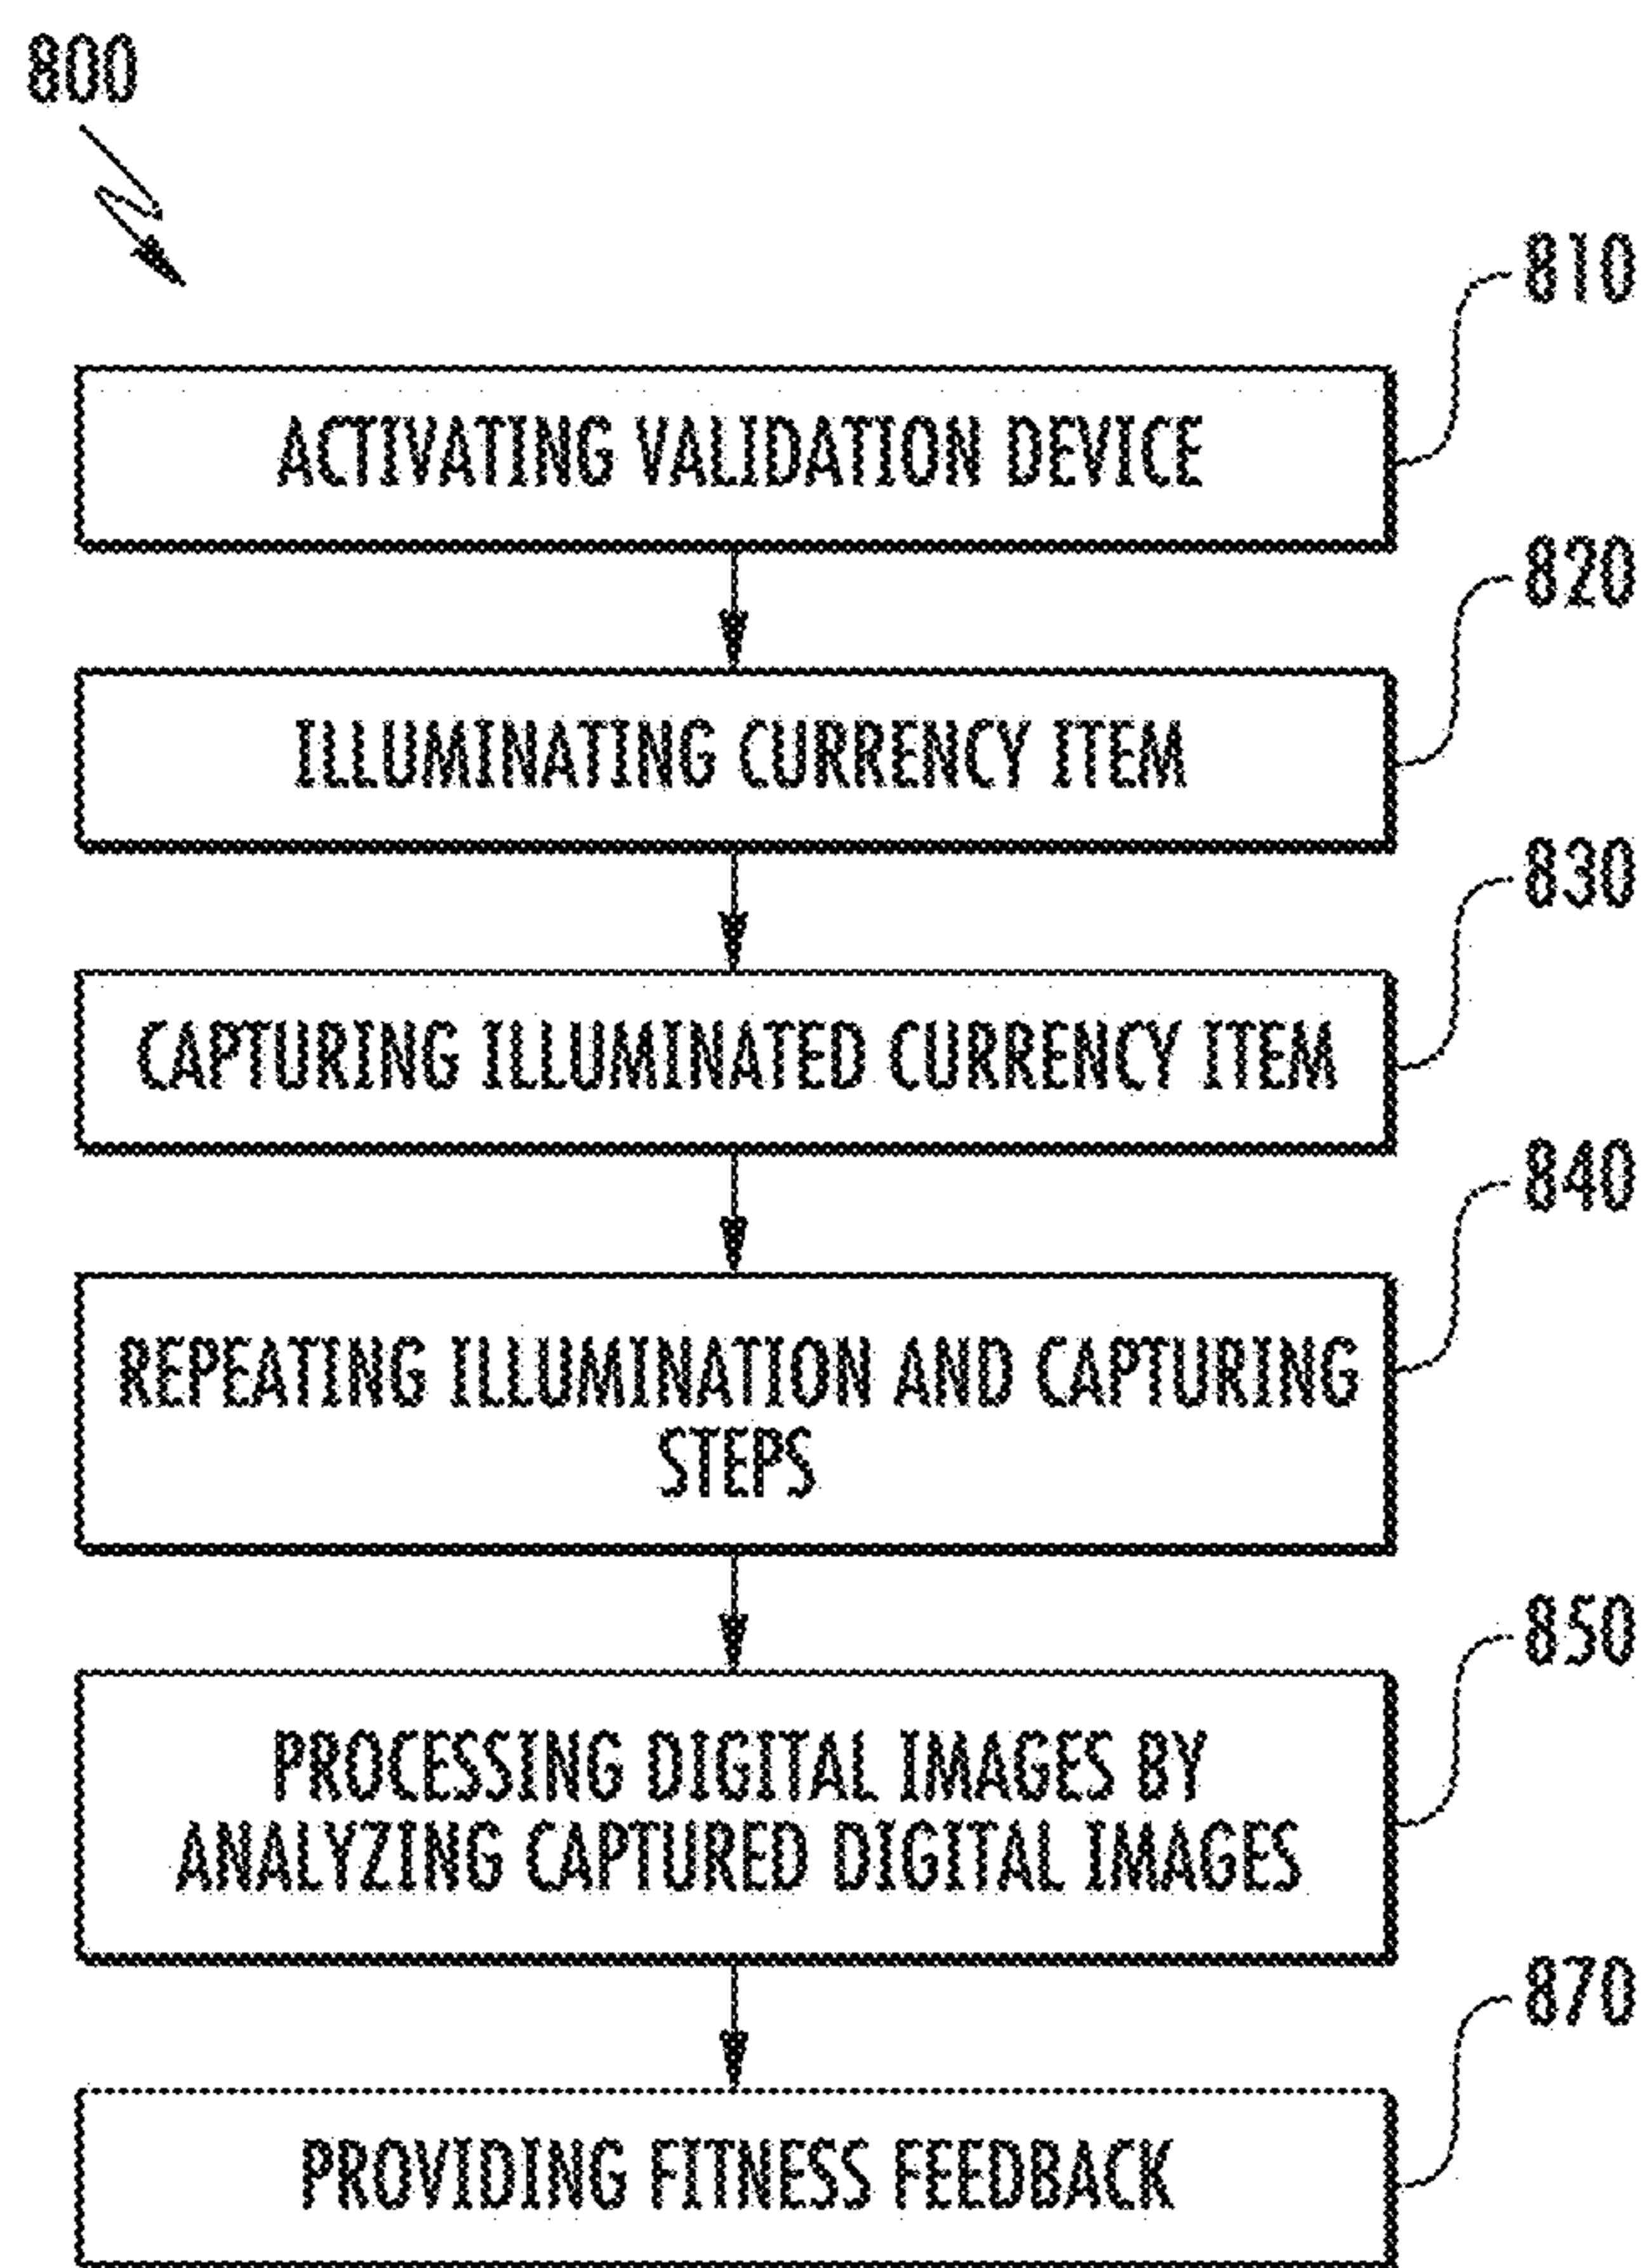 800
810
ACTIVATING VALIDATION DEVICE
820
ILLUMINATING CURRENCY ITEM
830
CAPTURING ILLUMINATED CURRENCY ITEM
840
REPEATING ILLUMINATION AND CAPTURING
STEPS
850
PROCESSING DIGITAL IMAGES BY
ANALYZING CAPTURED DIGITAL IMAGES
870
PROVIDING FITNESS FEEDBACK